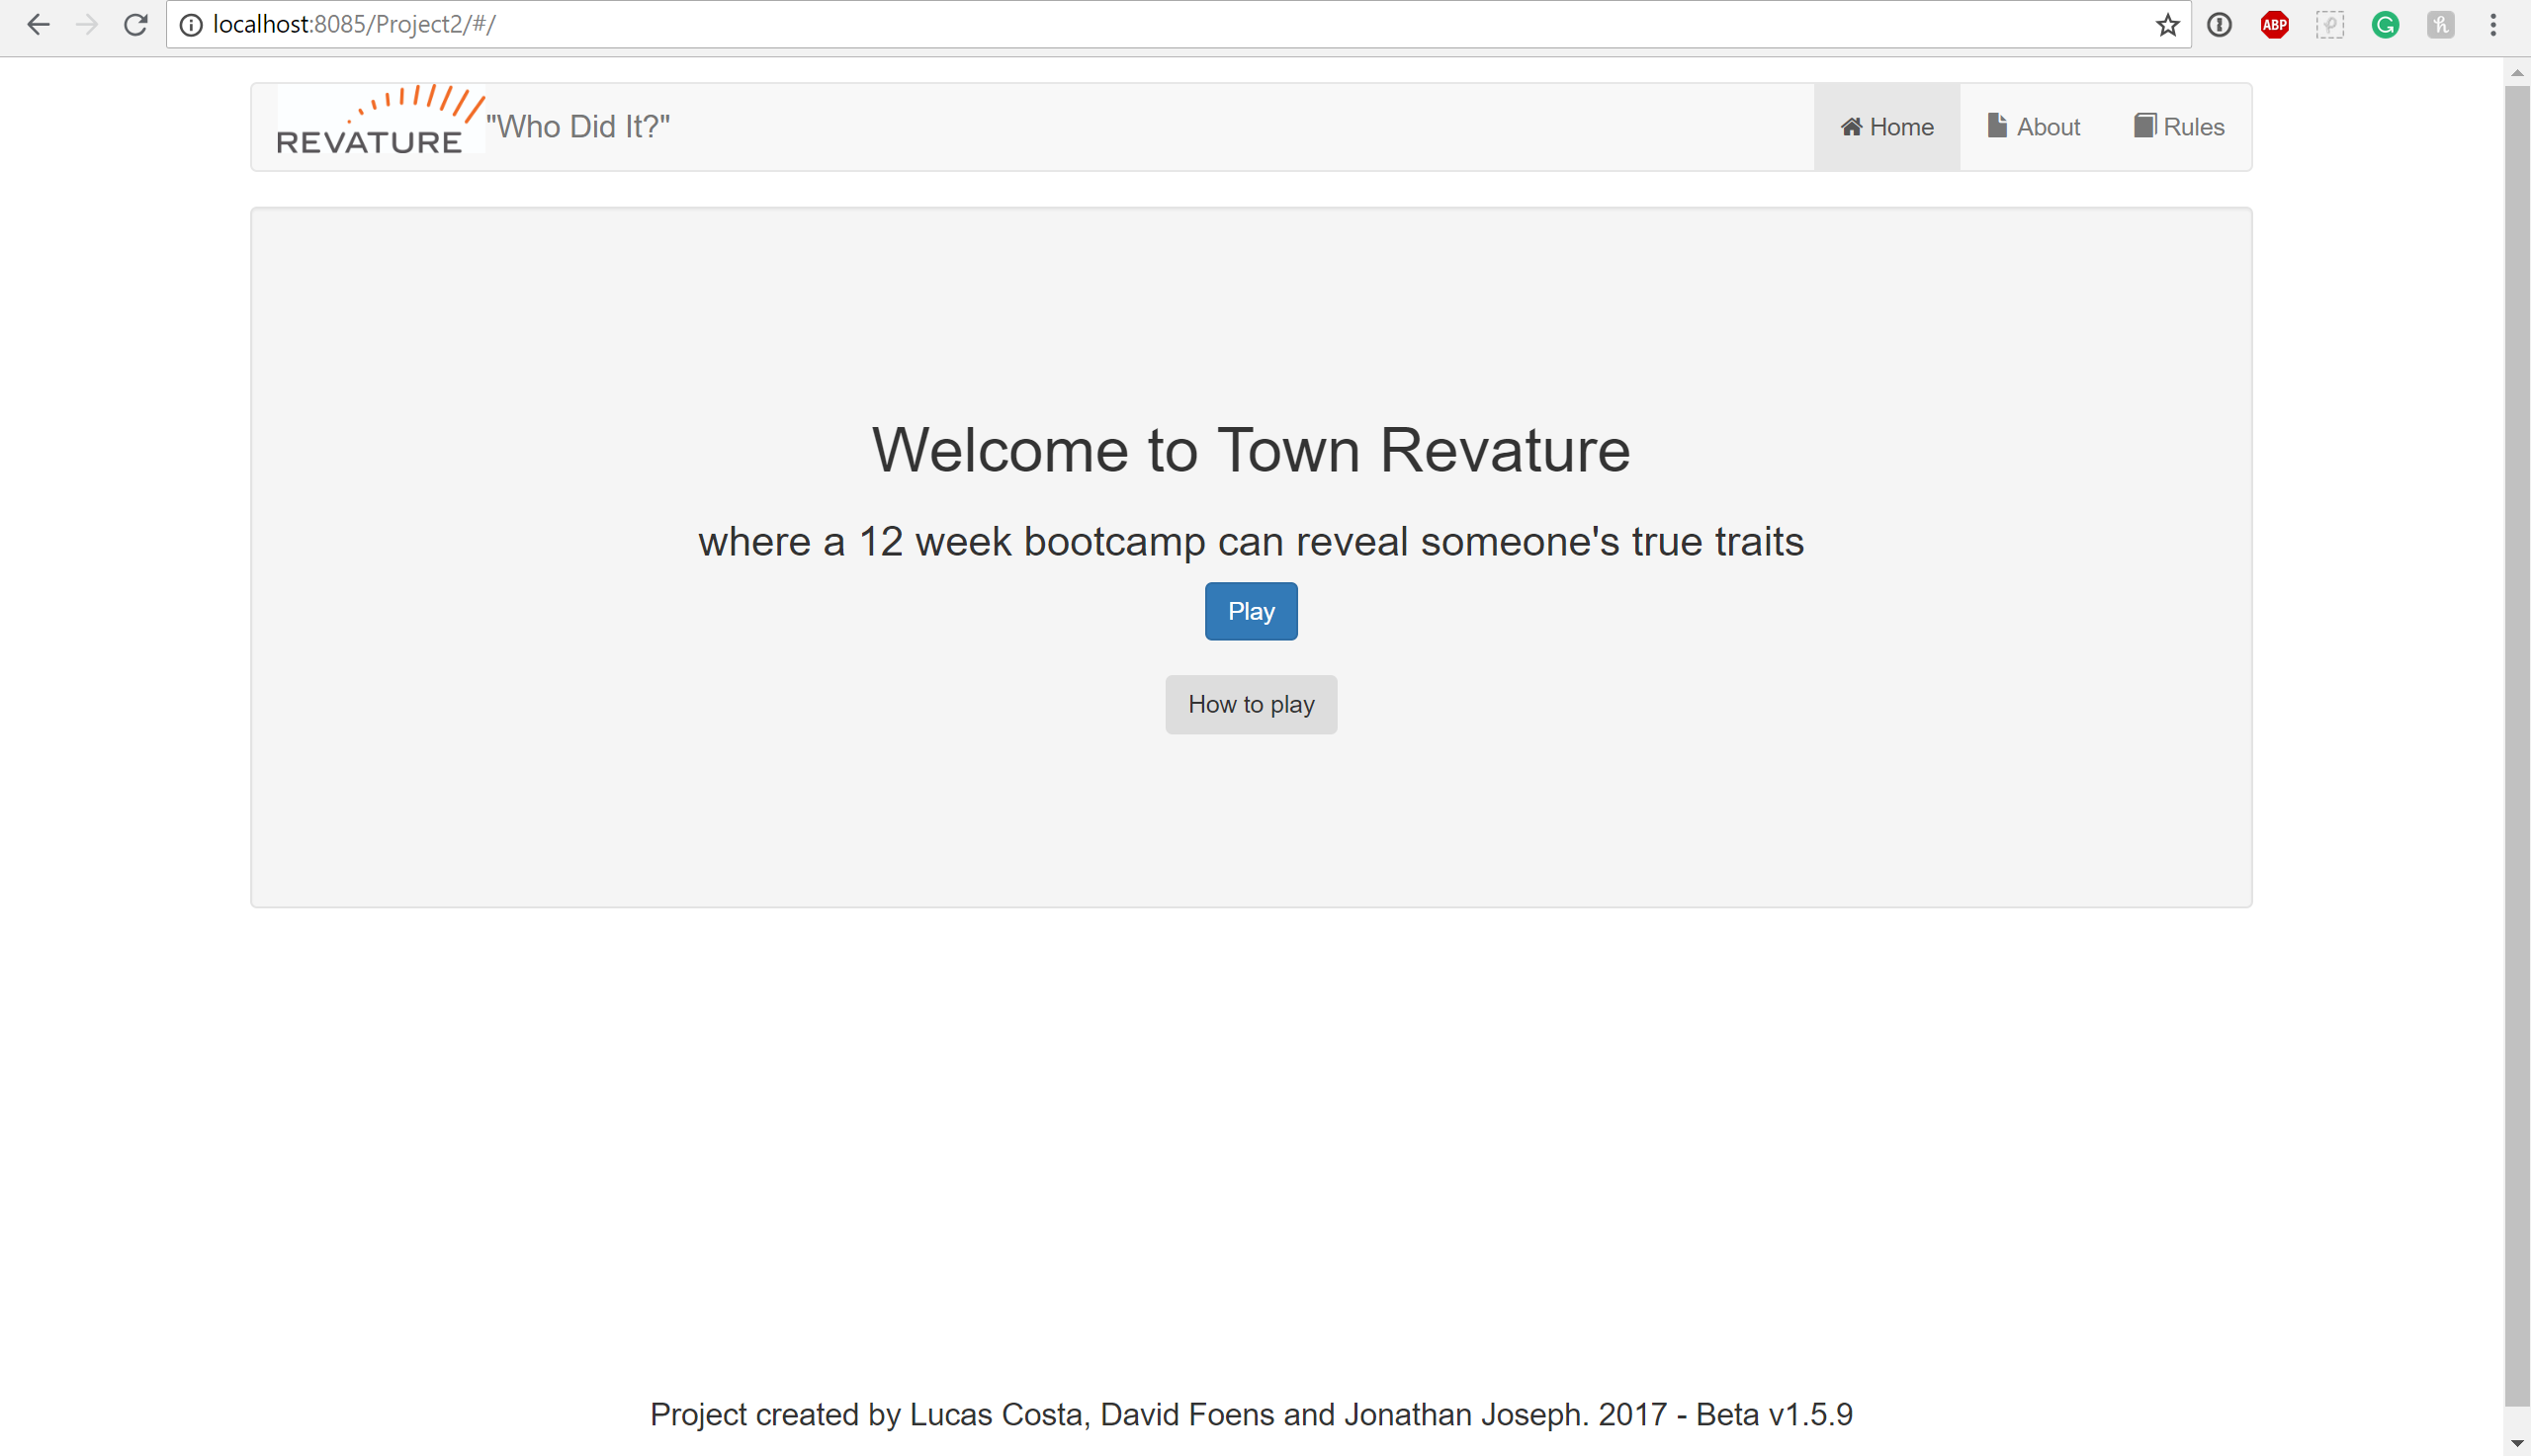 localhost:8085/Project2/#/
ABP
REVATURE "Who Did It?"
Home About Rules
Welcome to Town Revature
where a 12 week bootcamp can reveal someone's true traits
Play
How to play
Project created by Lucas Costa, David Foens and Jonathan Joseph. 2017 - Beta v1.5.9